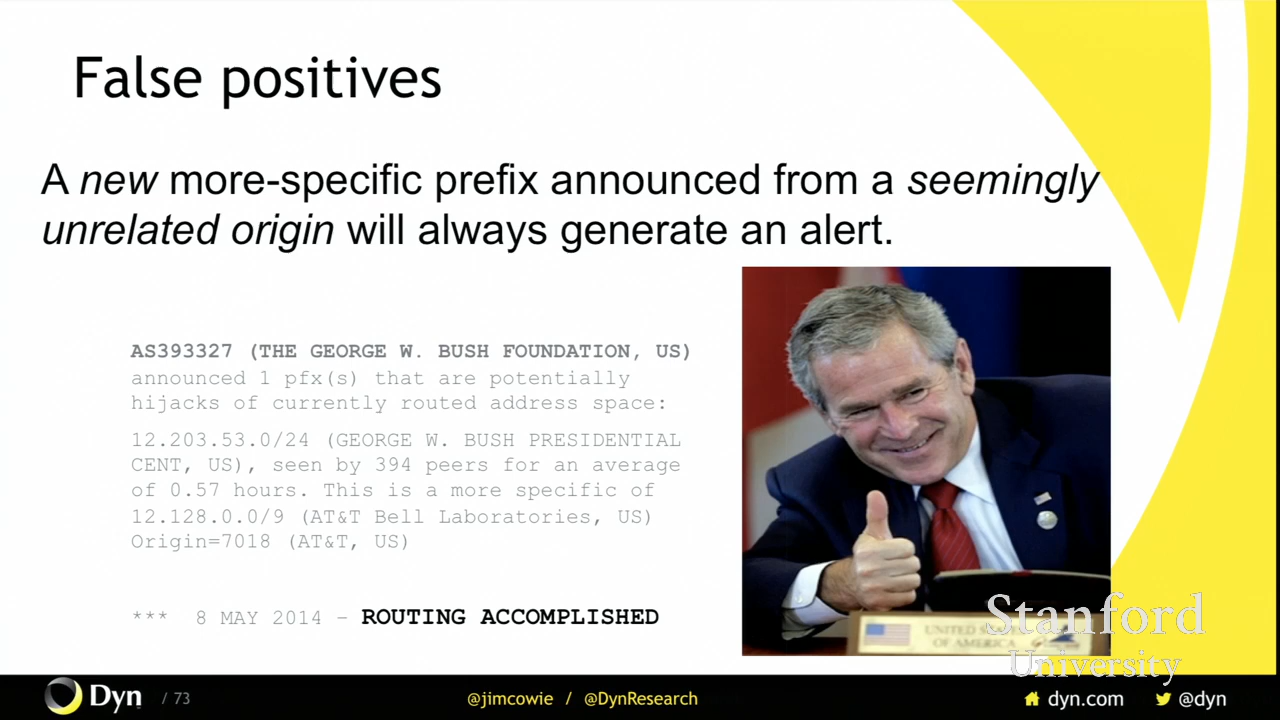 False positives
A new more-specific prefix announced from a seemingly
unrelated origin will always generate an alert.
AS393327 (THE GEORGE W. BUSH FOUNDATION, US)
announced 1 pfx(s) that are potentially
hijacks of currently routed address space:
12.203.53.0/24 (GEORGE W. BUSH PRESIDENTIAL
CENT, US), seen by 394 peers for an average
of 0.57 hours. This is a more specific of
12.128.0.0/9 (AT&T Bell Laboratories, US)
Origin=7018 (AT&T, US)
*** 8 MAY 2014 – ROUTING ACCOMPLISHED
UNITED STATES
OF AMERICA
Stanford
University
Dyn / 73
@jimcowie / @DynResearch
dyn.com
@dyn